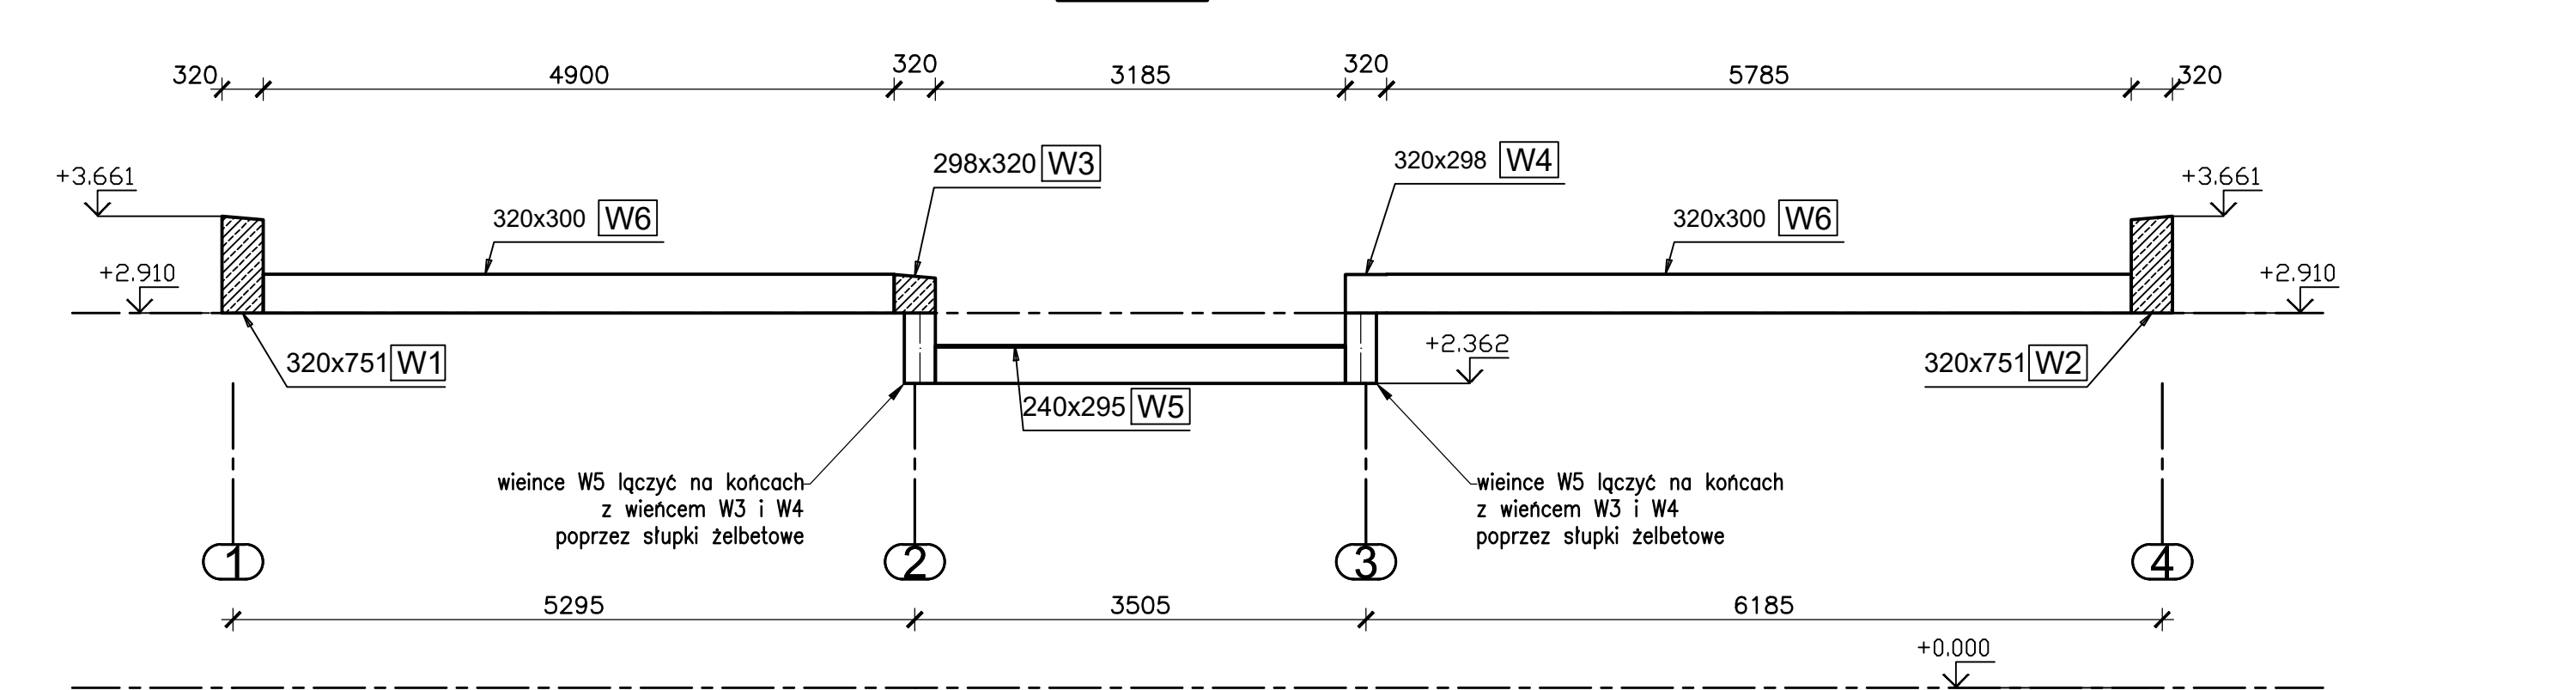 320 4900 320 3185 320 5785 320
298x320 W3
320x298 W4
+3.661
+3.661
320x300 W6
320x300 W6
+2.910
+2.910
320x751 W1
+2.362
320x751 W2
240x295 W5
wieince W5 lączyć na końcach
z wieńcem W3 i W4
poprzez słupki żelbetowe
wieince W5 lączyć na końcach
z wieńcem W3 i W4
poprzez słupki żelbetowe
1 2 3 4
5295 3505 6185
+0.000